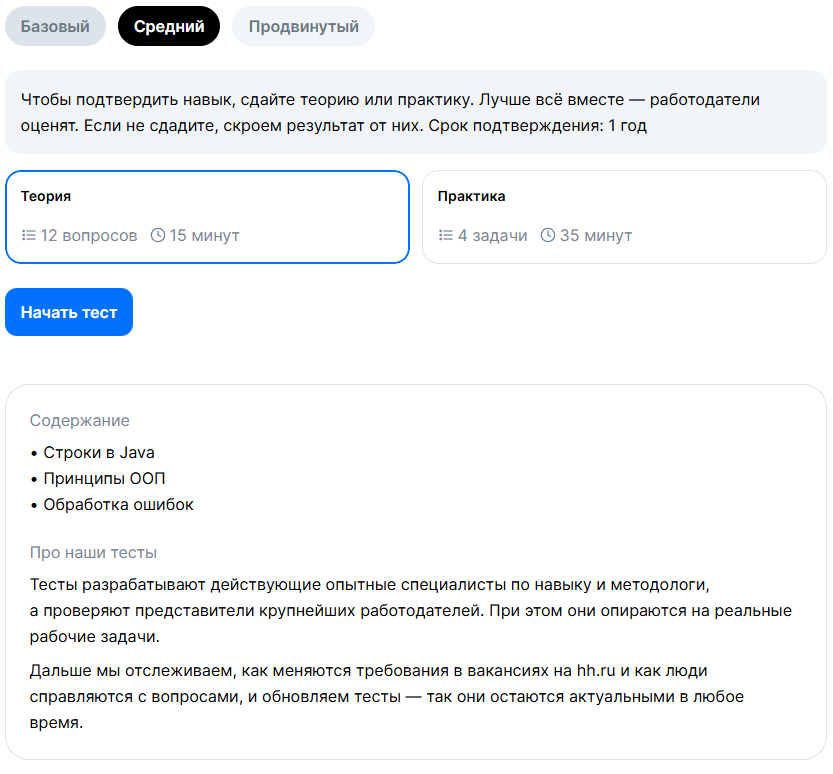 Базовый Средний Продвинутый
Чтобы подтвердить навык, сдайте теорию или практику. Лучше всё вместе — работодатели
оценят. Если не сдадите, скроем результат от них. Срок подтверждения: 1 год
Теория
12 вопросов 15 минут
Практика
4 задачи 35 минут
Начать тест
Содержание
• Строки в Java
• Принципы ООП
• Обработка ошибок
Про наши тесты
Тесты разрабатывают действующие опытные специалисты по навыку и методологи,
а проверяют представители крупнейших работодателей. При этом они опираются на реальные
рабочие задачи.
Дальше мы отслеживаем, как меняются требования в вакансиях на hh.ru и как люди
справляются с вопросами, и обновляем тесты — так они остаются актуальными в любое
время.